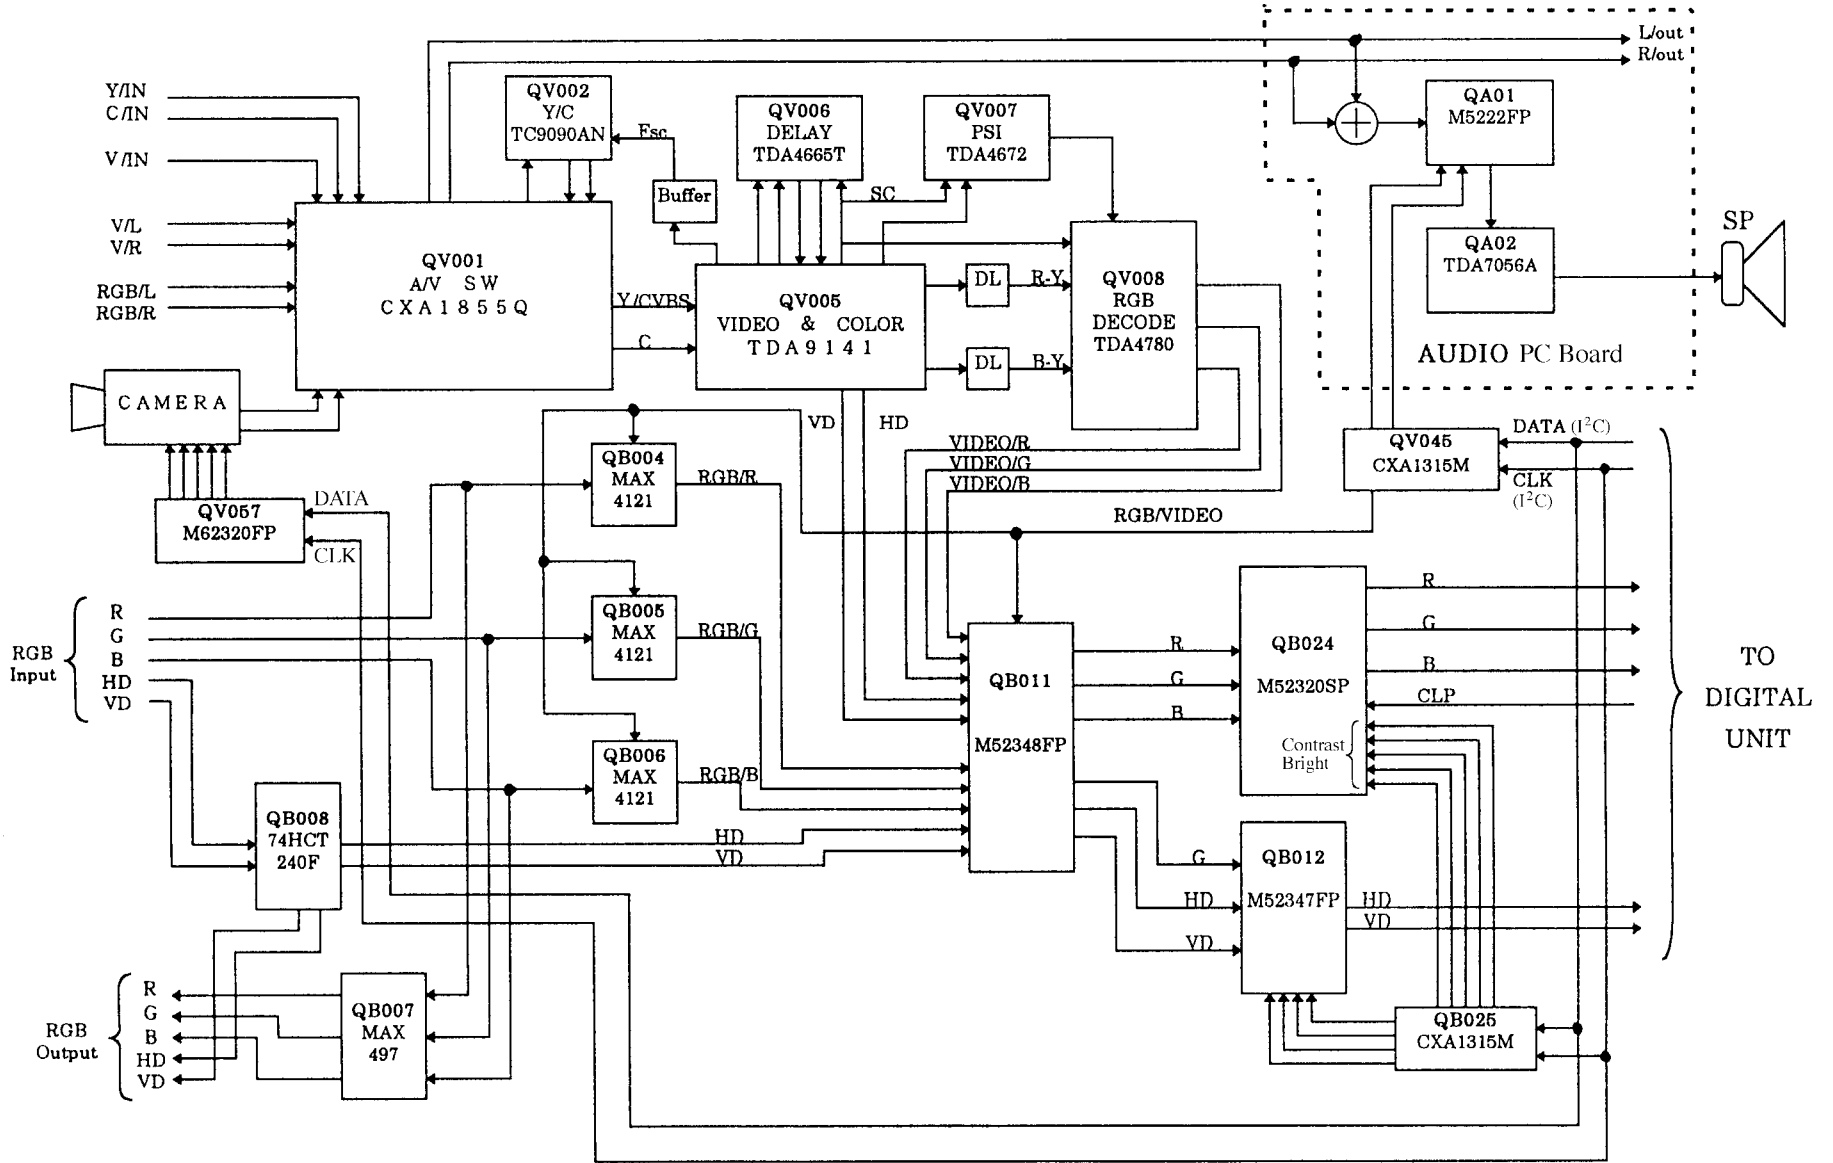 L/out
R/out
Y/IN
C/IN
V/IN
V/L
V/R
RGB/L
RGB/R
QV001
A/V SW
CXA1855Q
QV002
Y/C
TC9090AN
Fsc
Buffer
QV006
DELAY
TDA4665T
QV007
PSI
TDA4672
SC
QA01
M5222FP
QA02
TDA7056A
SP
AUDIO PC Board
Y/CVBS
C
QV005
VIDEO & COLOR
TDA9141
DL
R-Y
DL
B-Y
QV008
RGB
DECODE
TDA4780
CAMERA
QV057
M62320FP
DATA
CLK
VD
HD
VIDEO/R
VIDEO/G
VIDEO/B
RGB/VIDEO
QV045
CXA1315M
DATA (I²C)
CLK
(I²C)
QB004
MAX
4121
RGB/R
QB005
MAX
4121
RGB/G
QB006
MAX
4121
RGB/B
RGB
Input
R
G
B
HD
VD
QB008
74HCT
240F
HD
VD
QB011
M52348FP
R
G
B
QB024
M52320SP
R
G
B
CLP
Contrast
Bright
TO
DIGITAL
UNIT
G
HD
VD
QB012
M52347FP
HD
VD
QB025
CXA1315M
RGB
Output
R
G
B
HD
VD
QB007
MAX
497